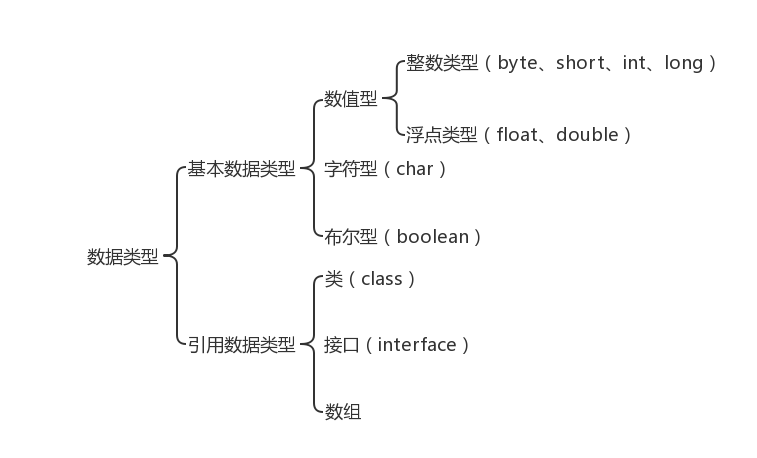 整数类型（byte、short、int、long）
数值型
浮点类型（float、double）
基本数据类型
字符型（char）
布尔型（boolean）
数据类型
类（class）
引用数据类型
接口（interface）
数组